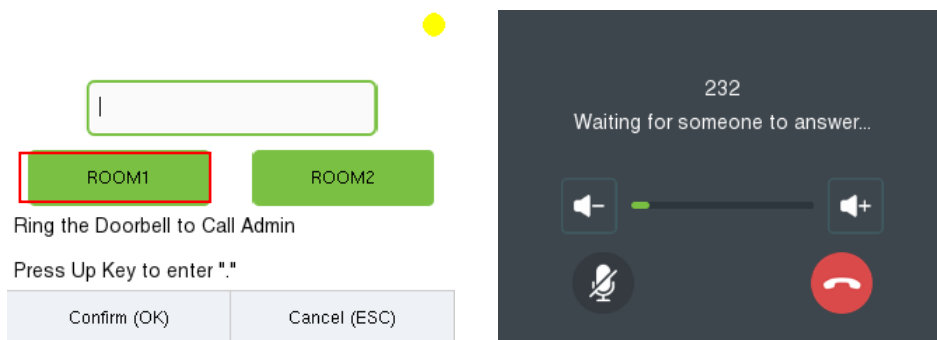 ROOM1
ROOM2
Ring the Doorbell to Call Admin
Press Up Key to enter "."
Confirm (OK)
Cancel (ESC)
232
Waiting for someone to answer...